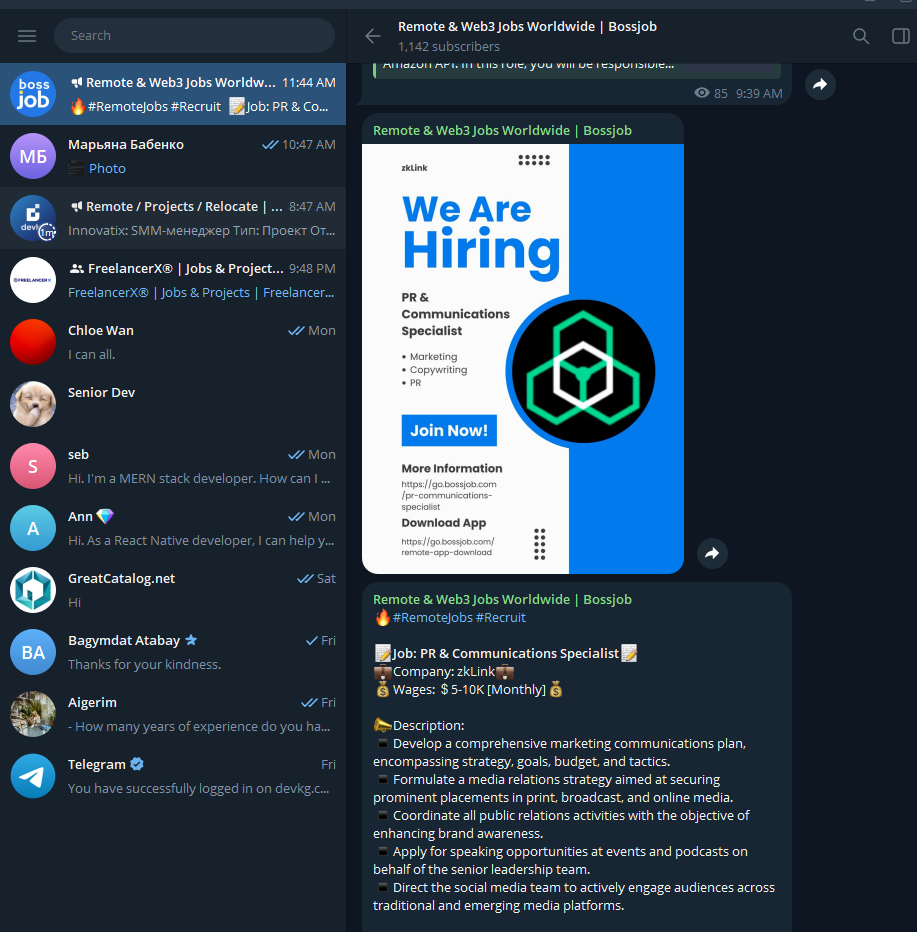 Search
boss
job
Remote & Web3 Jobs Worldw... 11:44 AM
🔥#RemoteJobs #Recruit 📝Job: PR & Co...
МБ
Марьяна Бабенко 10:47 AM
Photo
Remote / Projects / Relocate | ... 8:47 AM
Innovatix: SMM-менеджер Тип: Проект От...
1m
FREELANCER X
FreelancerX® | Jobs & Project... 9:48 PM
FreelancerX® | Jobs & Projects | Freelancer...
Chloe Wan Mon
I can all.
Senior Dev
S
seb Mon
Hi. I'm a MERN stack developer. How can I ...
A
Ann 💎 Mon
Hi. As a React Native developer, I can help y...
GreatCatalog.net Sat
Hi
BA
Bagymdat Atabay Fri
Thanks for your kindness.
Aigerim Fri
- How many years of experience do you ha...
Telegram Fri
You have successfully logged in on devkg.c...
Remote & Web3 Jobs Worldwide | Bossjob
1,142 subscribers
Amazon API. In this role, you will be responsible...
85 9:39 AM
Remote & Web3 Jobs Worldwide | Bossjob
zkLink
We Are
Hiring
PR &
Communications
Specialist
• Marketing
• Copywriting
• PR
Join Now!
More Information
https://go.bossjob.com
/pr-communications-
specialist
Download App
https://go.bossjob.com/
remote-app-download
Remote & Web3 Jobs Worldwide | Bossjob
🔥#RemoteJobs #Recruit
📝Job: PR & Communications Specialist📝
💼Company: zkLink💼
💰Wages: $5-10K [Monthly]💰
📣Description:
▪Develop a comprehensive marketing communications plan,
encompassing strategy, goals, budget, and tactics.
▪Formulate a media relations strategy aimed at securing
prominent placements in print, broadcast, and online media.
▪Coordinate all public relations activities with the objective of
enhancing brand awareness.
▪Apply for speaking opportunities at events and podcasts on
behalf of the senior leadership team.
▪Direct the social media team to actively engage audiences across
traditional and emerging media platforms.